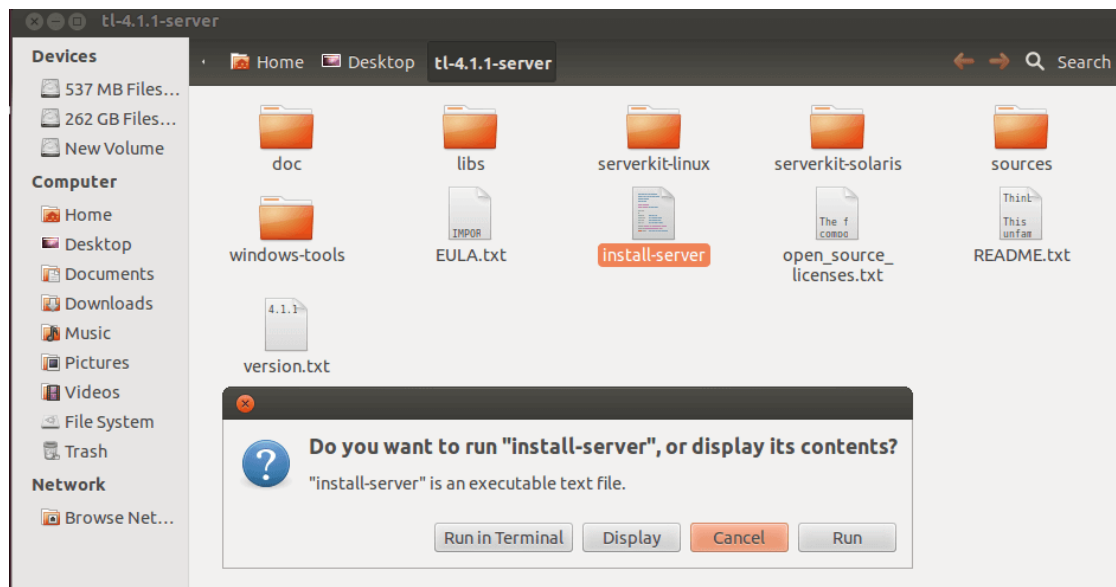 tl-4.1.1-server
Devices
537 MB Files...
262 GB Files...
New Volume
Computer
Home
Desktop
Documents
Downloads
Music
Pictures
Videos
File System
Trash
Network
Browse Net...
Home Desktop tl-4.1.1-server Search
doc libs serverkit-linux serverkit-solaris sources
The f
compo
Think
This
unfam
IMPOR
windows-tools EULA.txt install-server open_source_
licenses.txt README.txt
4.1.1
version.txt
Do you want to run "install-server", or display its contents?
"install-server" is an executable text file.
Run in Terminal Display Cancel Run